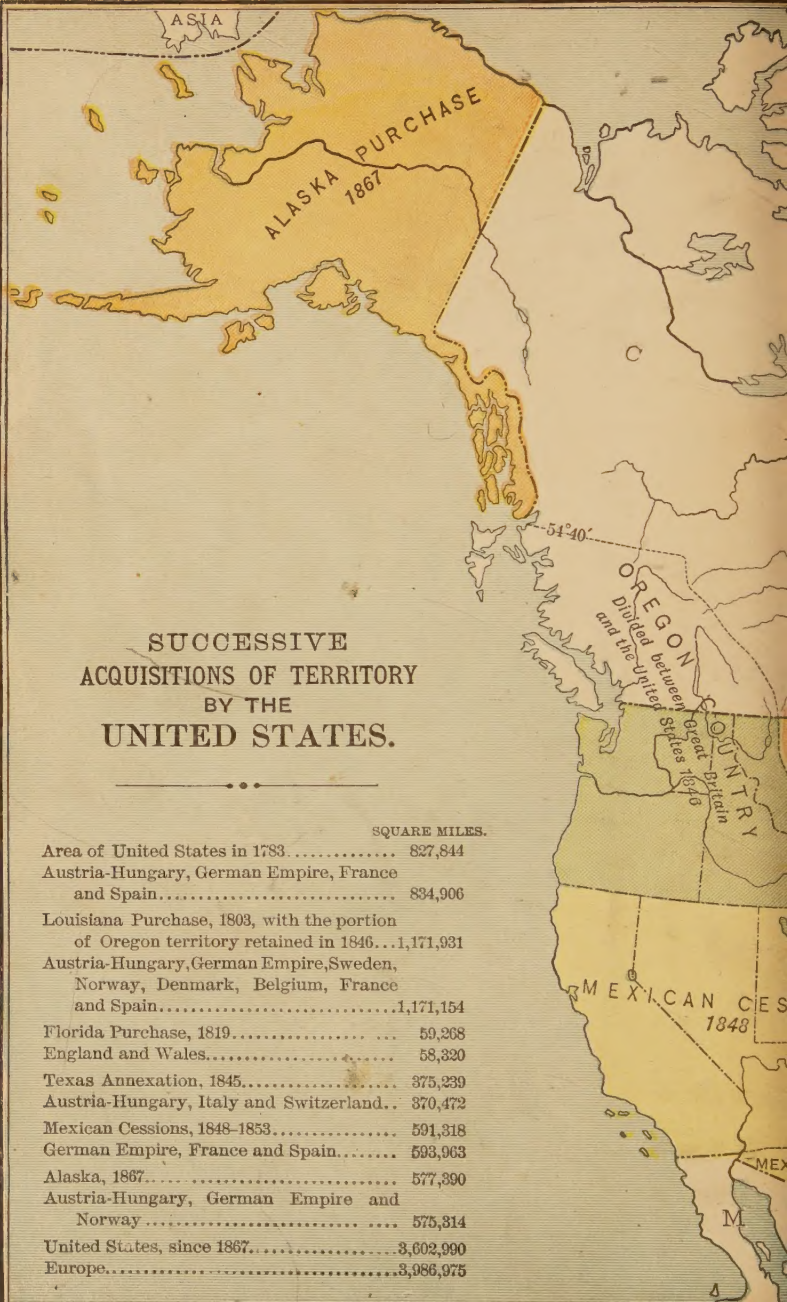 ASIA
ALASKA PURCHASE
1867
C
54°40′
OREGON COUNTRY
Divided between Great Britain
and the United States 1846
SUCCESSIVE
ACQUISITIONS OF TERRITORY
BY THE
UNITED STATES.
SQUARE MILES.
Area of United States in 1783.............. 827,844
Austria-Hungary, German Empire, France
and Spain............................. 834,906
Louisiana Purchase, 1803, with the portion
of Oregon territory retained in 1846...1,171,931
Austria-Hungary, German Empire, Sweden,
Norway, Denmark, Belgium, France
and Spain.............................1,171,154
Florida Purchase, 1819.................. ... 59,268
England and Wales....................... 58,320
Texas Annexation, 1845................... 375,239
Austria-Hungary, Italy and Switzerland.. 370,472
Mexican Cessions, 1848-1853............... 591,318
German Empire, France and Spain........ 593,963
Alaska, 1867.............................. 577,390
Austria-Hungary, German Empire and
Norway ............................ .... 575,314
United States, since 1867..................3,602,990
Europe...................................3,986,975
MEXICAN CES
1848
MEX
M